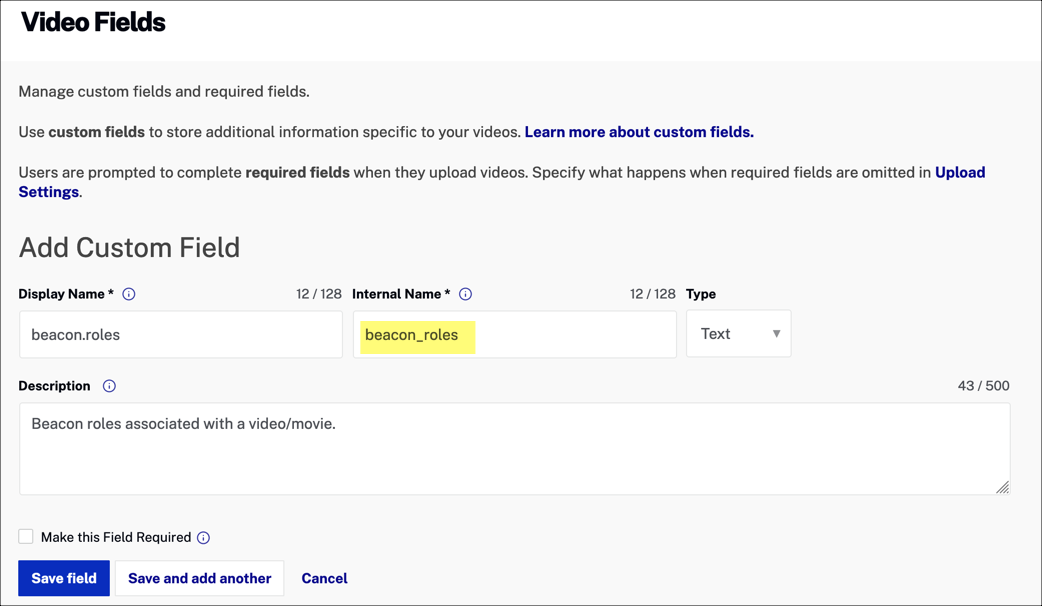 Video Fields
Manage custom fields and required fields.
Use custom fields to store additional information specific to your videos. Learn more about custom fields.
Users are prompted to complete required fields when they upload videos. Specify what happens when required fields are omitted in Upload
Settings.
Add Custom Field
Display Name * 12 / 128 Internal Name * 12 / 128 Type
beacon.roles beacon_roles Text
Description 43 / 500
Beacon roles associated with a video/movie.
Make this Field Required
Save field Save and add another Cancel